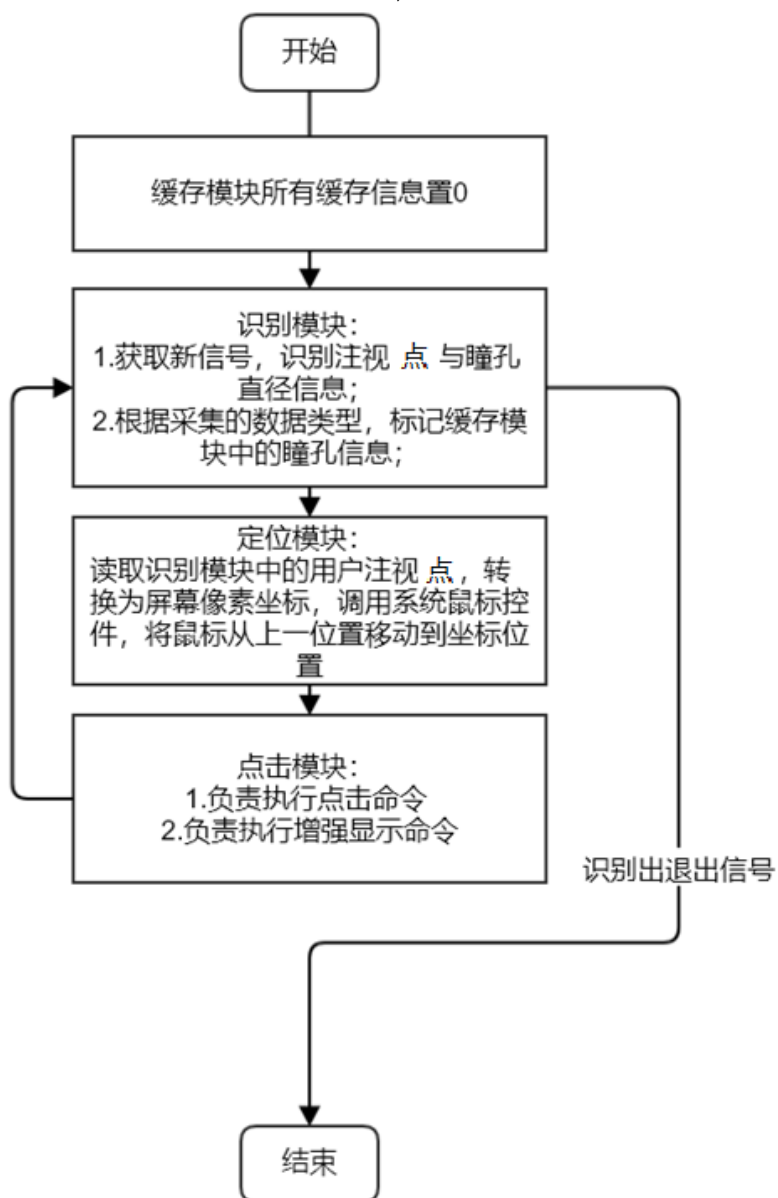 开始
缓存模块所有缓存信息置0
识别模块：
1.获取新信号，识别注视 点 与瞳孔
直径信息；
2.根据采集的数据类型，标记缓存模
块中的瞳孔信息；
定位模块：
读取识别模块中的用户注视 点，转
换为屏幕像素坐标，调用系统鼠标控
件，将鼠标从上一位置移动到坐标位
置
点击模块：
1.负责执行点击命令
2.负责执行增强显示命令
识别出退出信号
结束